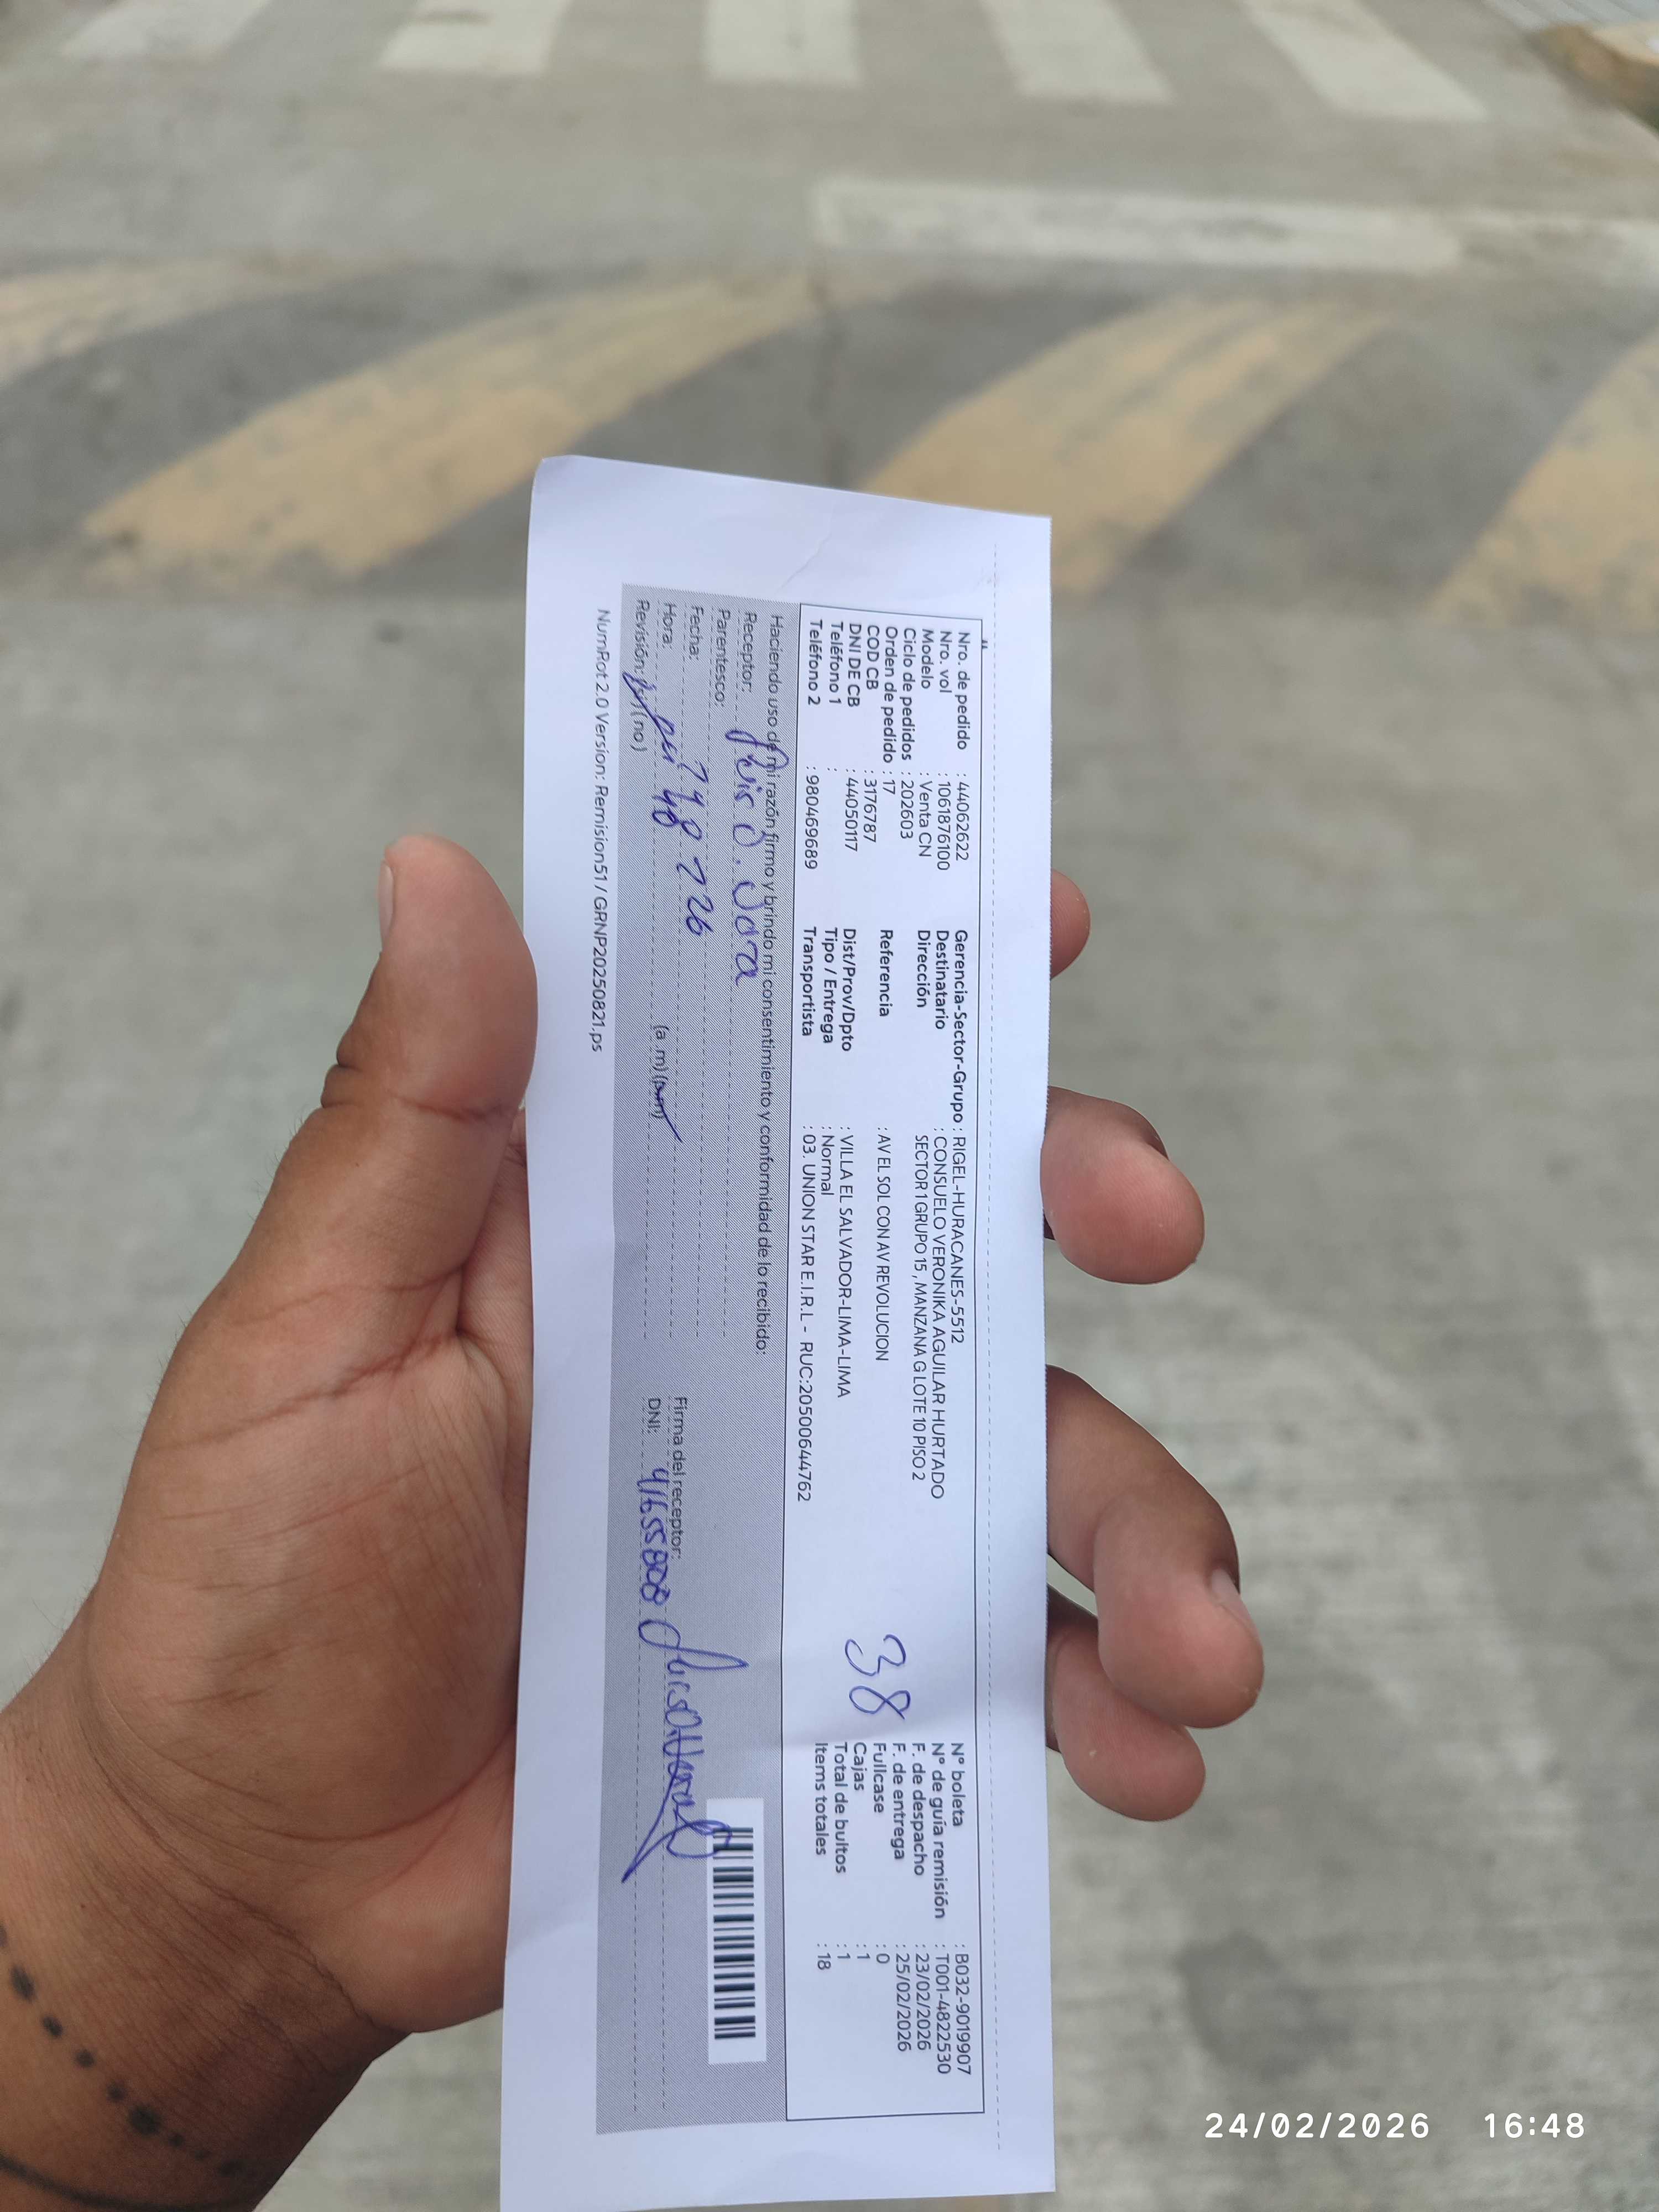 Nro. de pedido : 44062622
Nro. vol : 1061876100
Modelo : Venta CN
Ciclo de pedidos : 202603
Orden de pedido : 17
COD CB : 3176787
DNI DE CB : 44050117
Teléfono 1 :
Teléfono 2 : 980469689
Gerencia-Sector-Grupo : RIGEL-HURACANES-5512
Destinatario : CONSUELO VERONIKA AGUILAR HURTADO
Dirección SECTOR 1 GRUPO 15 , MANZANA G LOTE 10 PISO 2
Referencia : AV EL SOL CON AV REVOLUCION
Dist/Prov/Dpto : VILLA EL SALVADOR-LIMA-LIMA
Tipo / Entrega : Normal
Transportista : 03. UNION STAR E.I.R.L - RUC:20500644762
38
N° boleta : B032-9019907
N° de guía remisión : T001-4822530
F. de despacho : 23/02/2026
F. de entrega : 25/02/2026
Fullcase : 0
Cajas : 1
Total de bultos : 1
Items totales : 18
Haciendo uso de mi razón firmo y brindo mi consentimiento y conformidad de lo recibido:
Receptor:
Parentesco:
Fecha:
Hora: (a m) (p.m)
Revisión: (no)
Firma del receptor:
DNI: 41655808
NumRot 2.0 Version: Remision51 / GRNP20250821.ps
24/02/2026 16:48